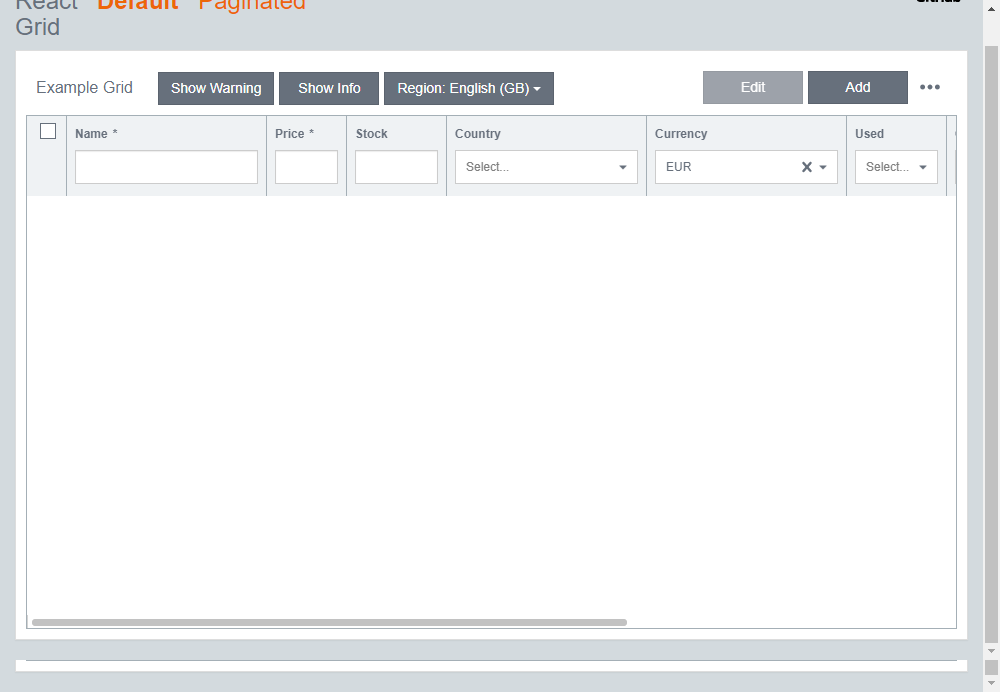 React Default Paginated
Grid
GitHub
Example Grid Show Warning Show Info Region: English (GB) Edit Add •••
Name * Price * Stock Country Currency Used
Select... EUR Select...